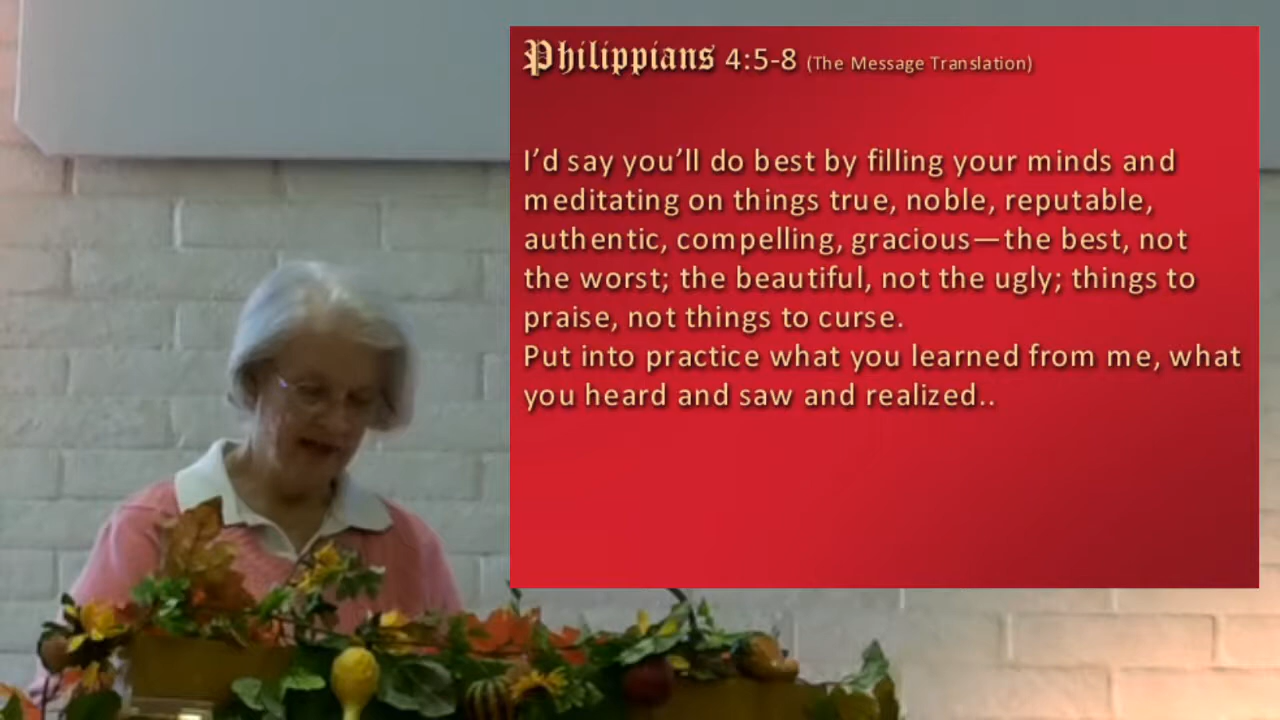 Philippians 4:5-8 (The Message Translation)
I’d say you’ll do best by filling your minds and
meditating on things true, noble, reputable,
authentic, compelling, gracious—the best, not
the worst; the beautiful, not the ugly; things to
praise, not things to curse.
Put into practice what you learned from me, what
you heard and saw and realized..